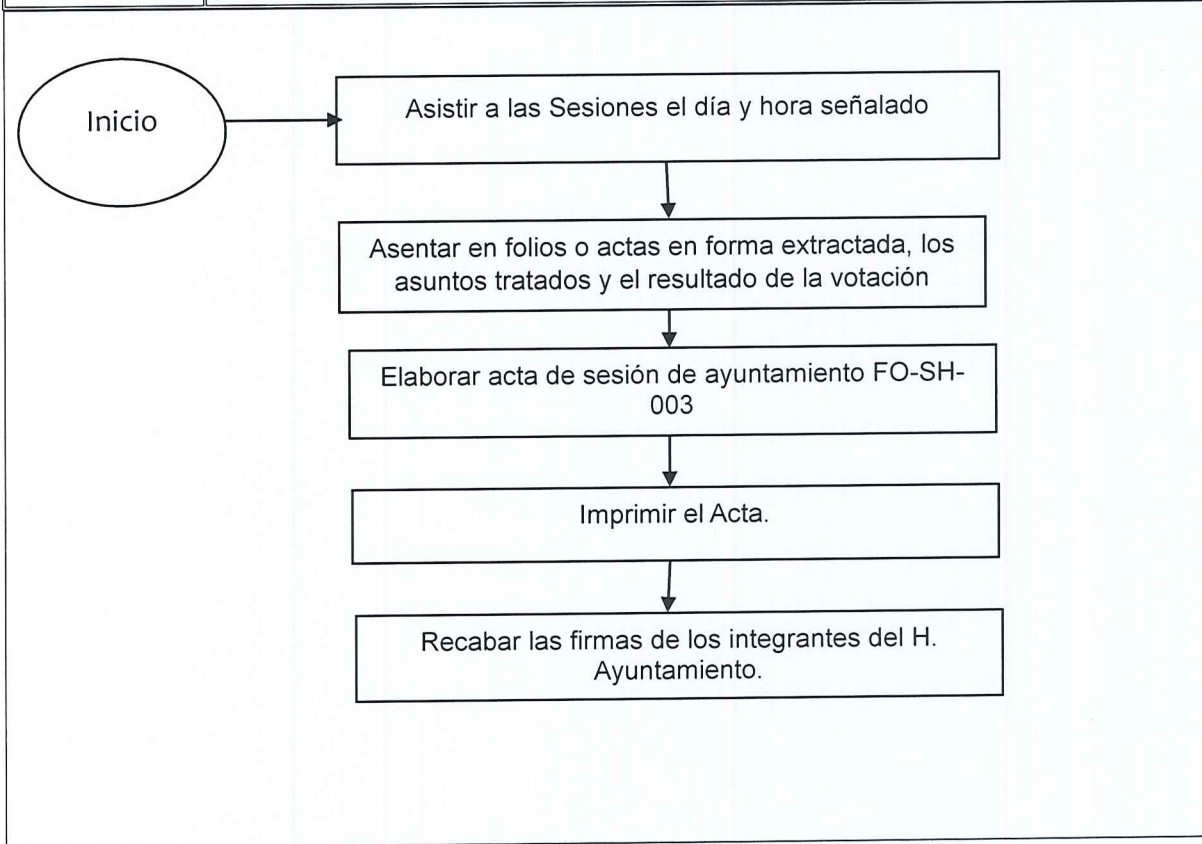 Inicio
Asistir a las Sesiones el día y hora señalado
Asentar en folios o actas en forma extractada, los
asuntos tratados y el resultado de la votación
Elaborar acta de sesión de ayuntamiento FO-SH-
003
Imprimir el Acta.
Recabar las firmas de los integrantes del H.
Ayuntamiento.